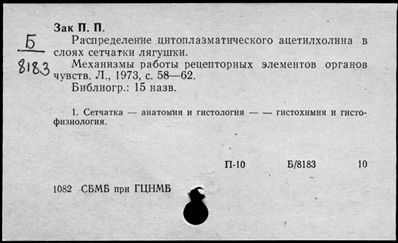 Зак П. П.
Б
8183
Распределение цитоплазматического ацетилхолина в
слоях сетчатки лягушки.
Механизмы работы рецепторных элементов органов
чувств. Л., 1973, с. 58—62.
Библиогр.: 15 назв.
1. Сетчатка — анатомия и гистология — — гистохимия и гисто-
физиология.
П-10 Б/8183 10
1082 СБМБ при ГЦНМБ